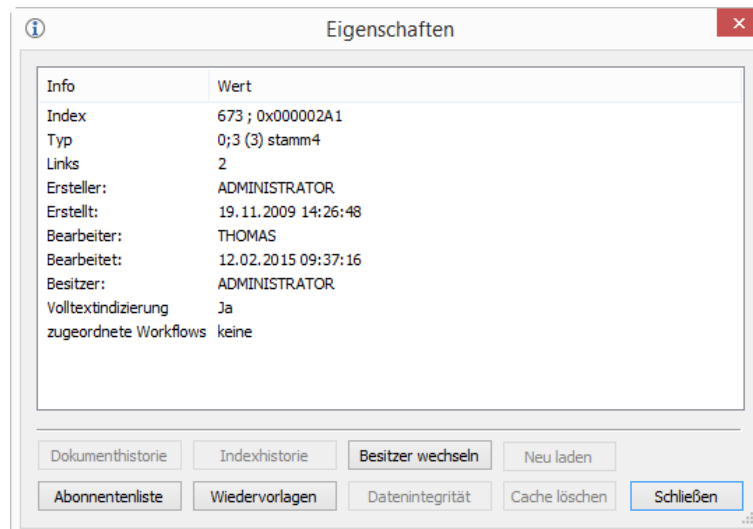 Eigenschaften
Info Wert
Index 673 ; 0x000002A1
Typ 0;3 (3) stamm4
Links 2
Ersteller: ADMINISTRATOR
Erstellt: 19.11.2009 14:26:48
Bearbeiter: THOMAS
Bearbeitet: 12.02.2015 09:37:16
Besitzer: ADMINISTRATOR
Volltextindizierung Ja
zugeordnete Workflows keine
Dokumenthistorie Indexhistorie Besitzer wechseln Neu laden
Abonnentenliste Wiedervorlagen Datenintegrität Cache löschen Schließen